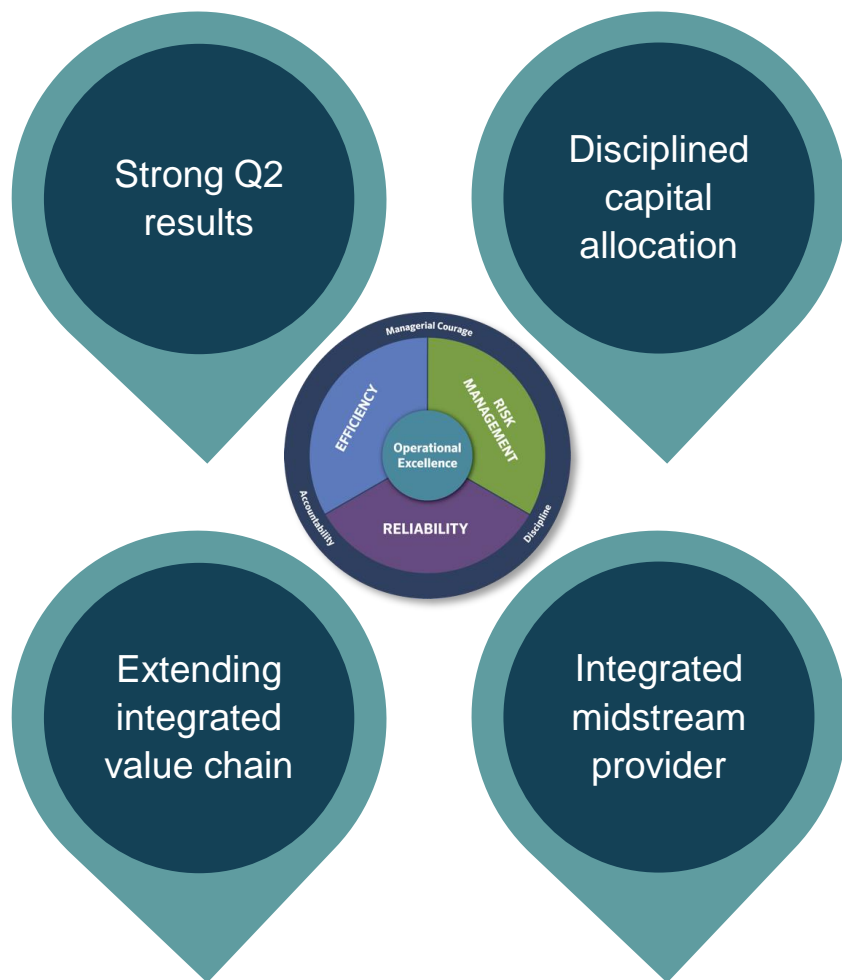 Strong Q2
results
Disciplined
capital
allocation
Managerial Courage
EFFICIENCY
RISK
MANAGEMENT
Operational
Excellence
Accountability
RELIABILITY
Discipline
Extending
integrated
value chain
Integrated
midstream
provider